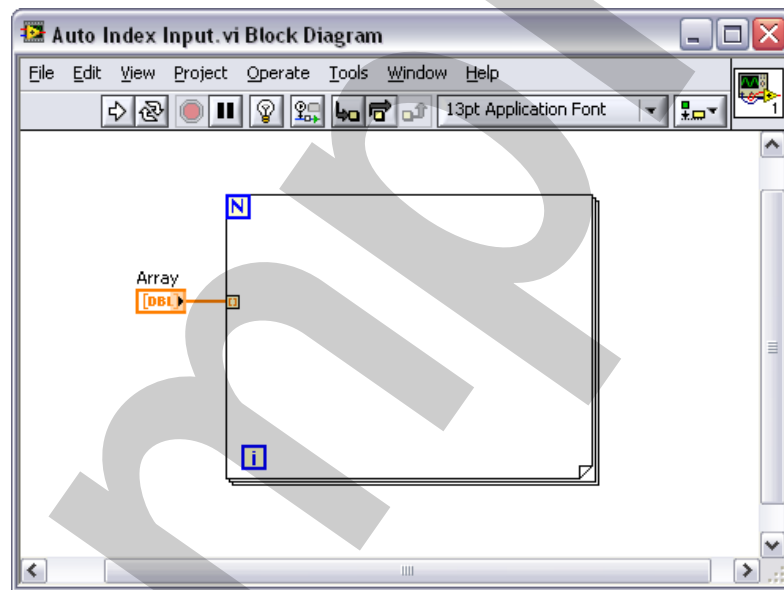 Auto Index Input.vi Block Diagram
File Edit View Project Operate Tools Window Help
13pt Application Font
1
N
Array
[DBL]
i